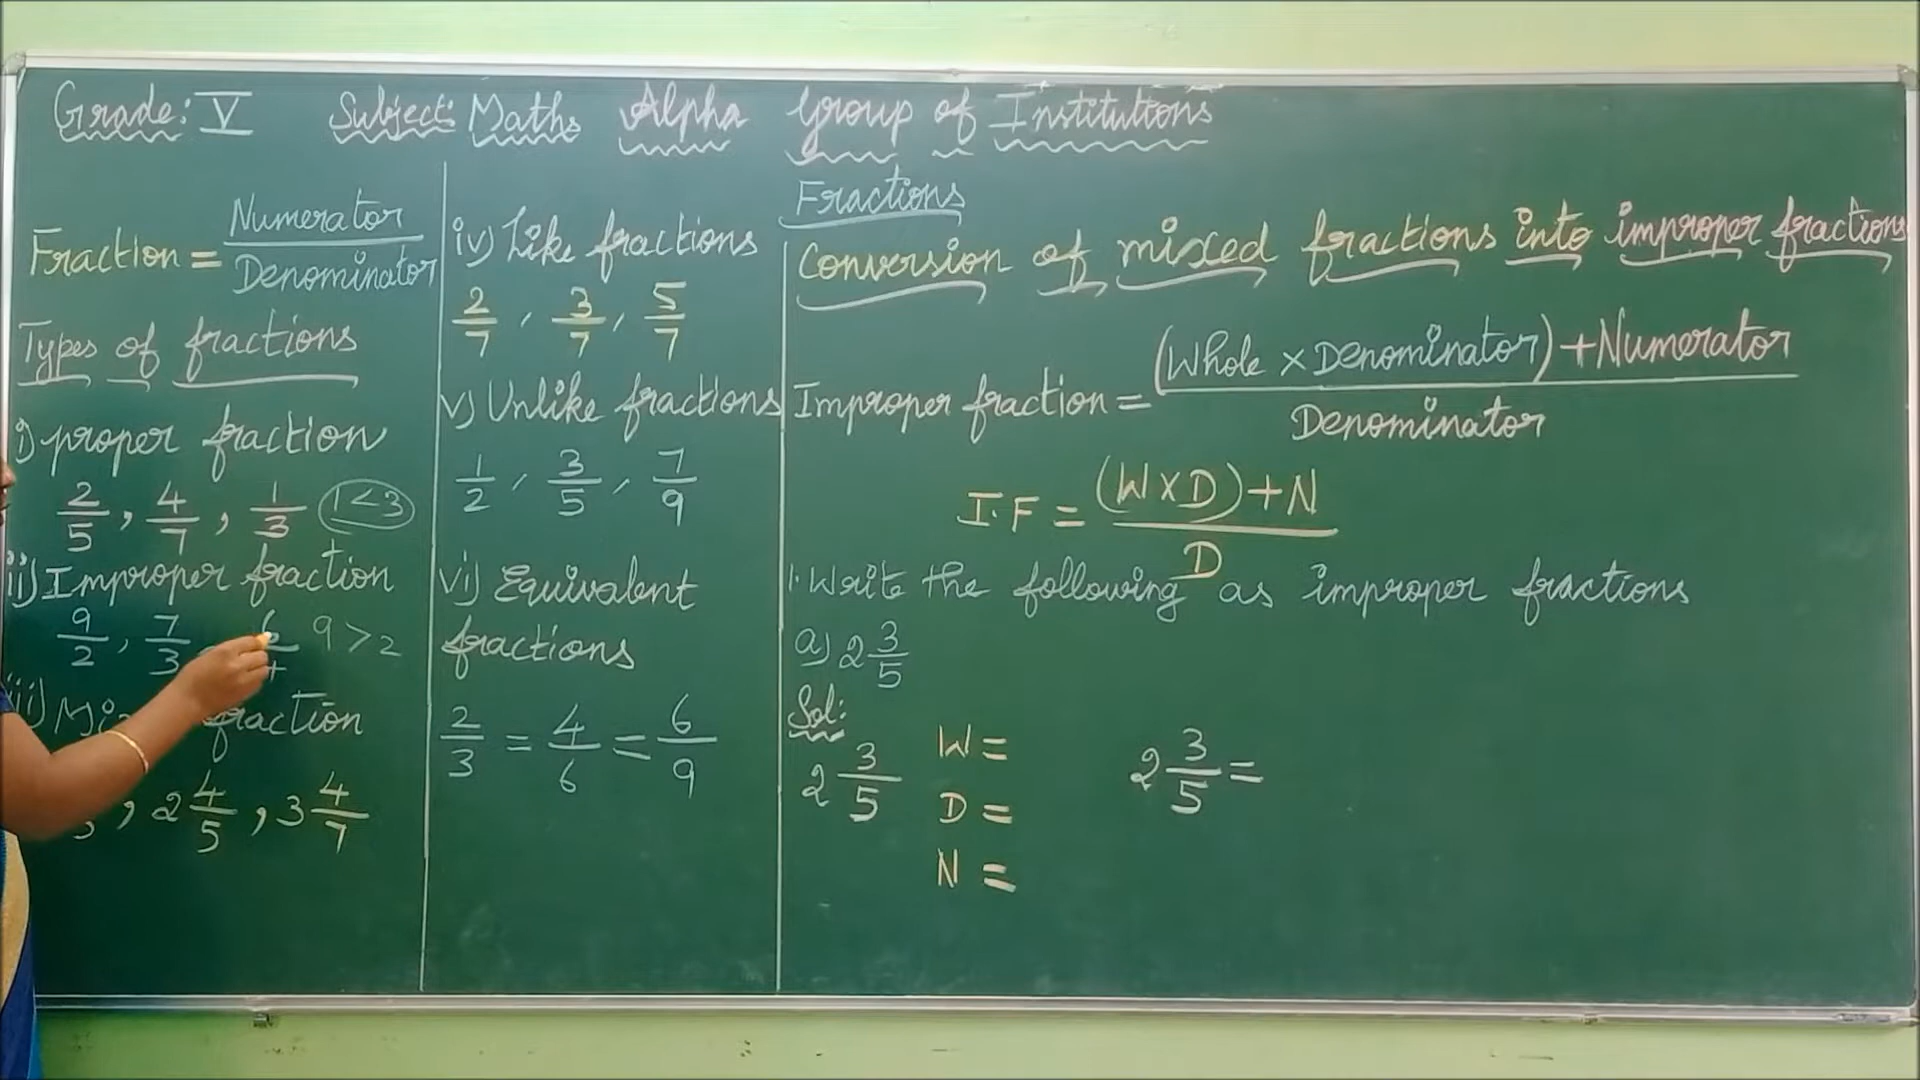 Grade: V Subject: Maths Alpha Group of Institutions
Fraction = Numerator / Denominator
Types of fractions
i) proper fraction
2/5, 4/7, 1/3 1<3
ii) Improper fraction
9/2, 7/3 9>2
fraction
, 2 4/5, 3 4/7
iv) Like fractions
2/7, 3/7, 5/7
v) Unlike fractions
1/2, 3/5, 7/9
vi) Equivalent
fractions
2/3 = 4/6 = 6/9
Fractions
Conversion of mixed fractions into improper fractions
Improper fraction = (Whole × Denominator) + Numerator / Denominator
I.F = (W×D)+N / D
1. Write the following as improper fractions
a) 2 3/5
Sol:
2 3/5 W = 2 3/5 =
D =
N =